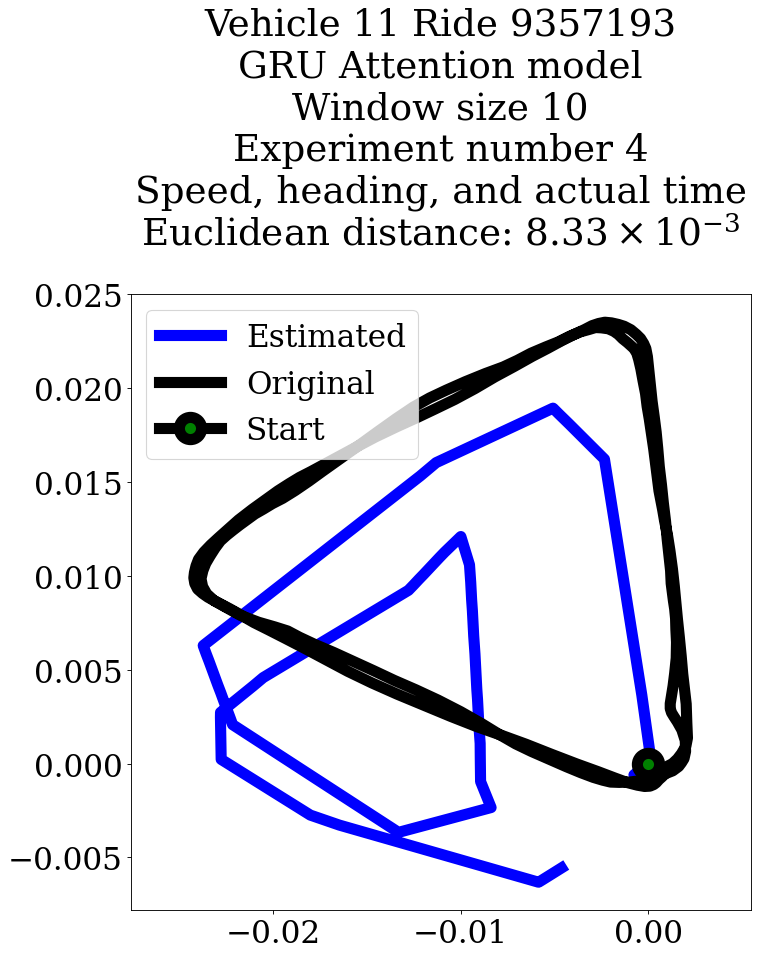 Vehicle 11 Ride 9357193
GRU Attention model
Window size 10
Experiment number 4
Speed, heading, and actual time
Euclidean distance: 8.33 × 10⁻³
0.025
0.020
0.015
0.010
0.005
0.000
−0.005
Estimated
Original
Start
−0.02
−0.01
0.00